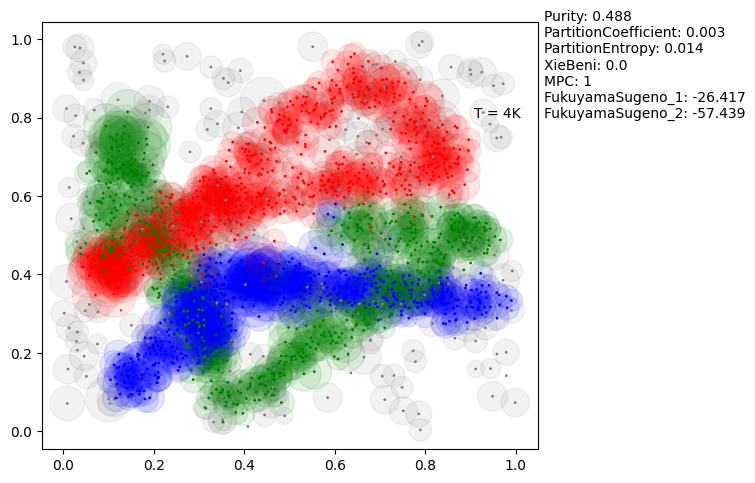 Purity: 0.488
PartitionCoefficient: 0.003
PartitionEntropy: 0.014
XieBeni: 0.0
MPC: 1
FukuyamaSugeno_1: -26.417
FukuyamaSugeno_2: -57.439
T = 4K
1.0
0.8
0.6
0.4
0.2
0.0
0.0 0.2 0.4 0.6 0.8 1.0